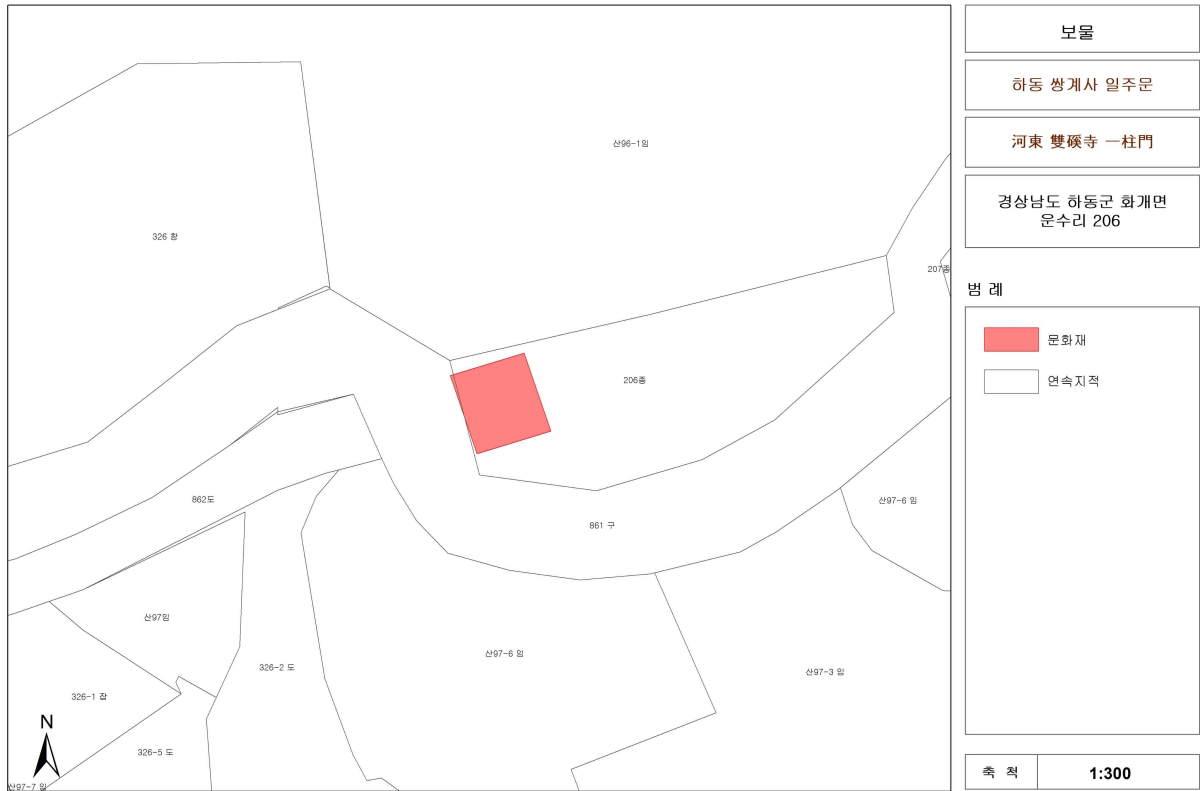 보물
하동 쌍계사 일주문
河東 雙磎寺 一柱門
경상남도 하동군 화개면
운수리 206
범 례
문화재
연속지적
축 척
1:300
산96-1임
326 창
207종
206종
862도
861 구
산97-6 임
산97임
326-2 도
산97-6 임
산97-3 임
326-1 잡
N
326-5 도
산97-7 임